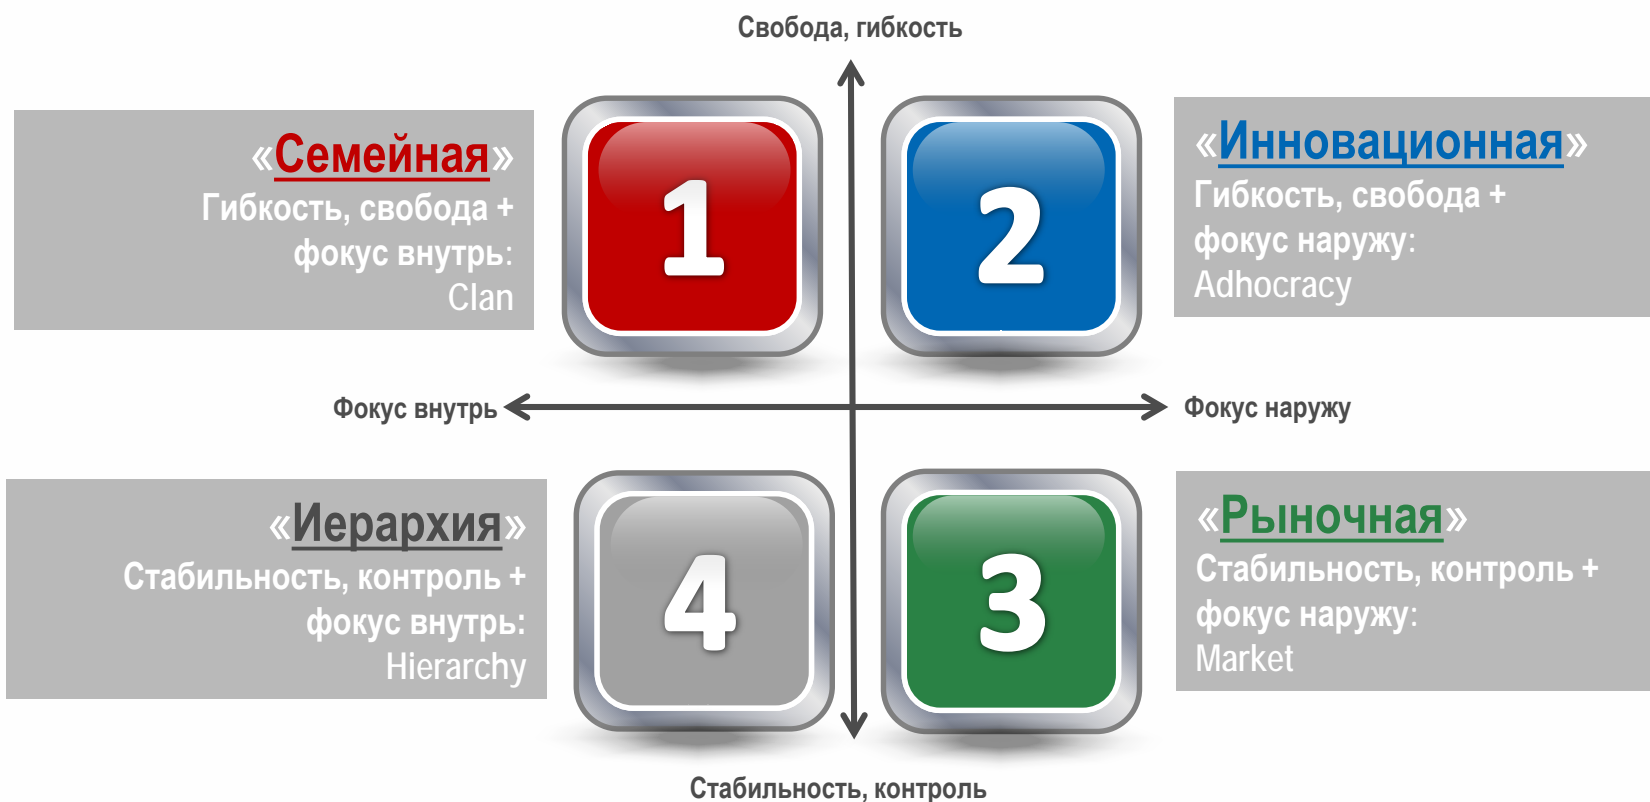 Свобода, гибкость
«Семейная»
Гибкость, свобода +
фокус внутрь:
Clan
1
2
«Инновационная»
Гибкость, свобода +
фокус наружу:
Adhocracy
Фокус внутрь
Фокус наружу
«Иерархия»
Стабильность, контроль +
фокус внутрь:
Hierarchy
4
3
«Рыночная»
Стабильность, контроль +
фокус наружу:
Market
Стабильность, контроль